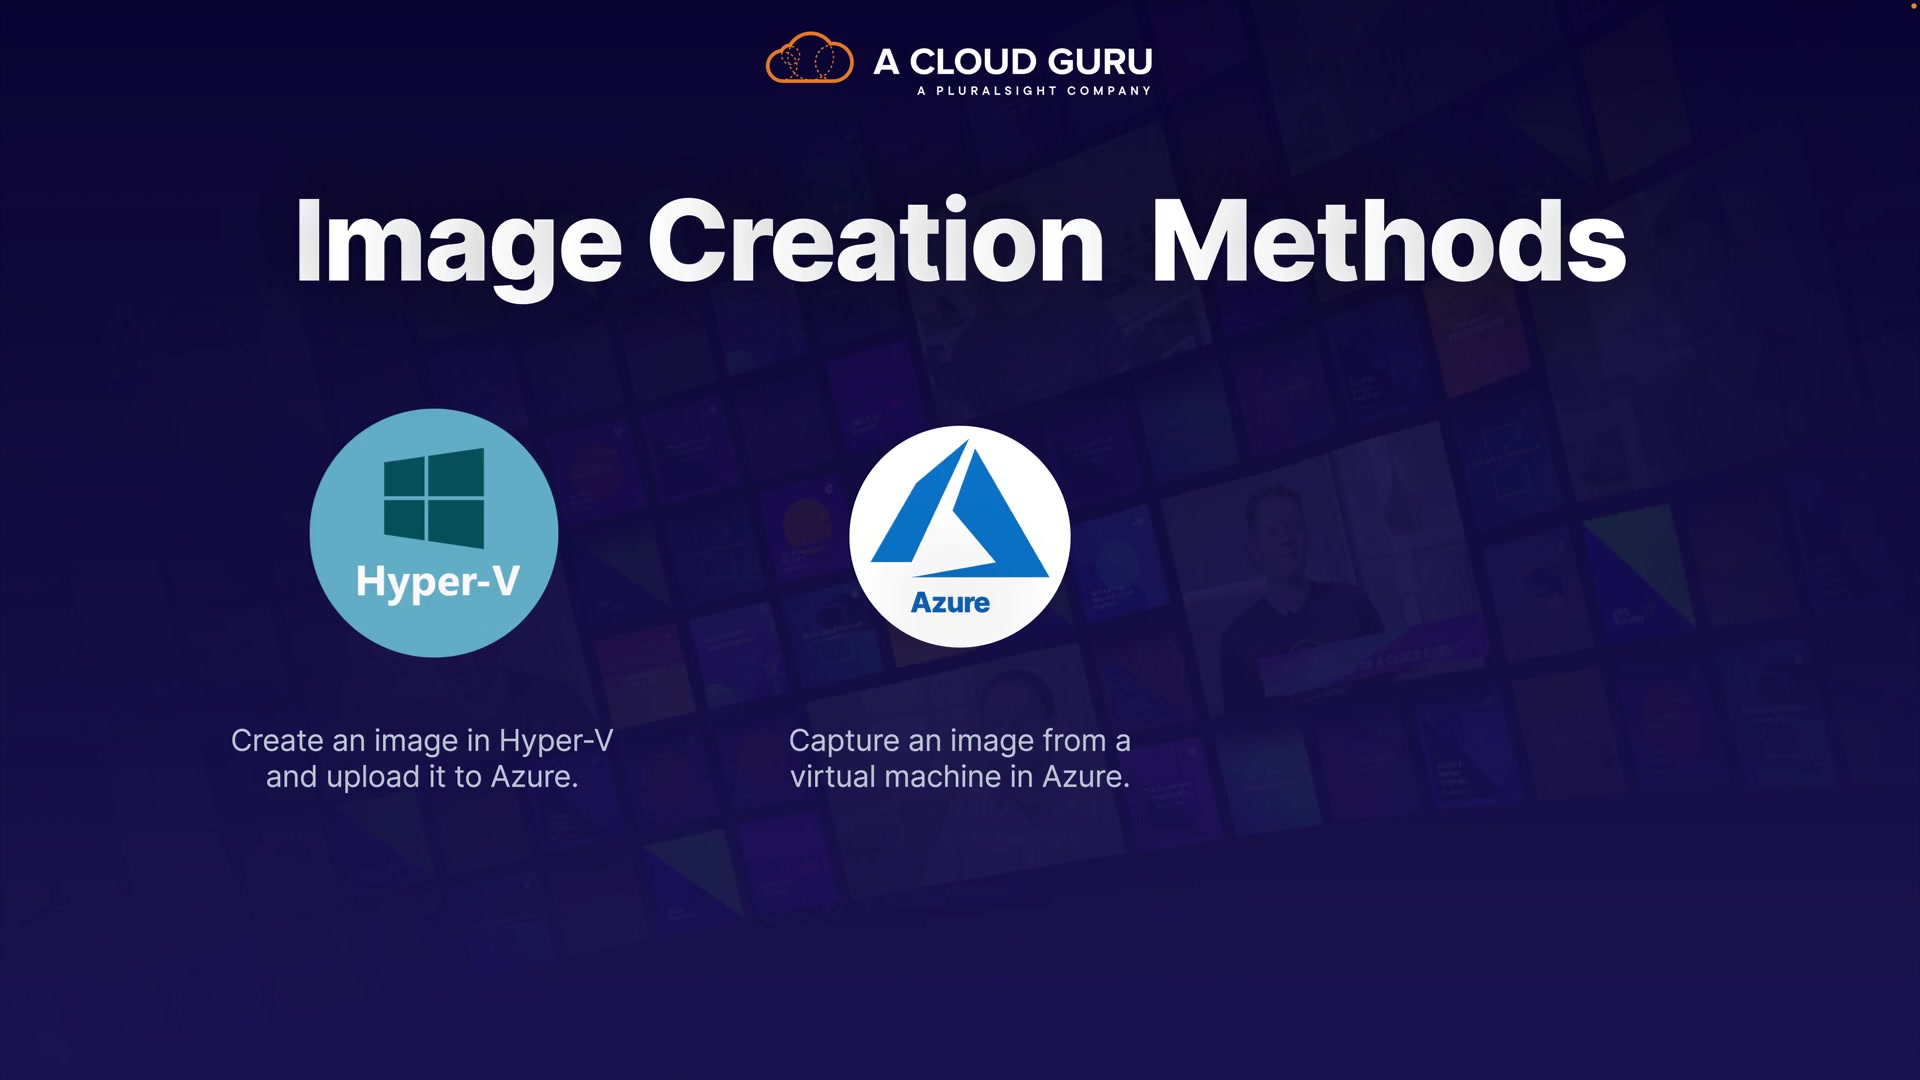 A CLOUD GURU
A PLURALSIGHT COMPANY
Image Creation Methods
Hyper-V
Azure
Create an image in Hyper-V
and upload it to Azure.
Capture an image from a
virtual machine in Azure.